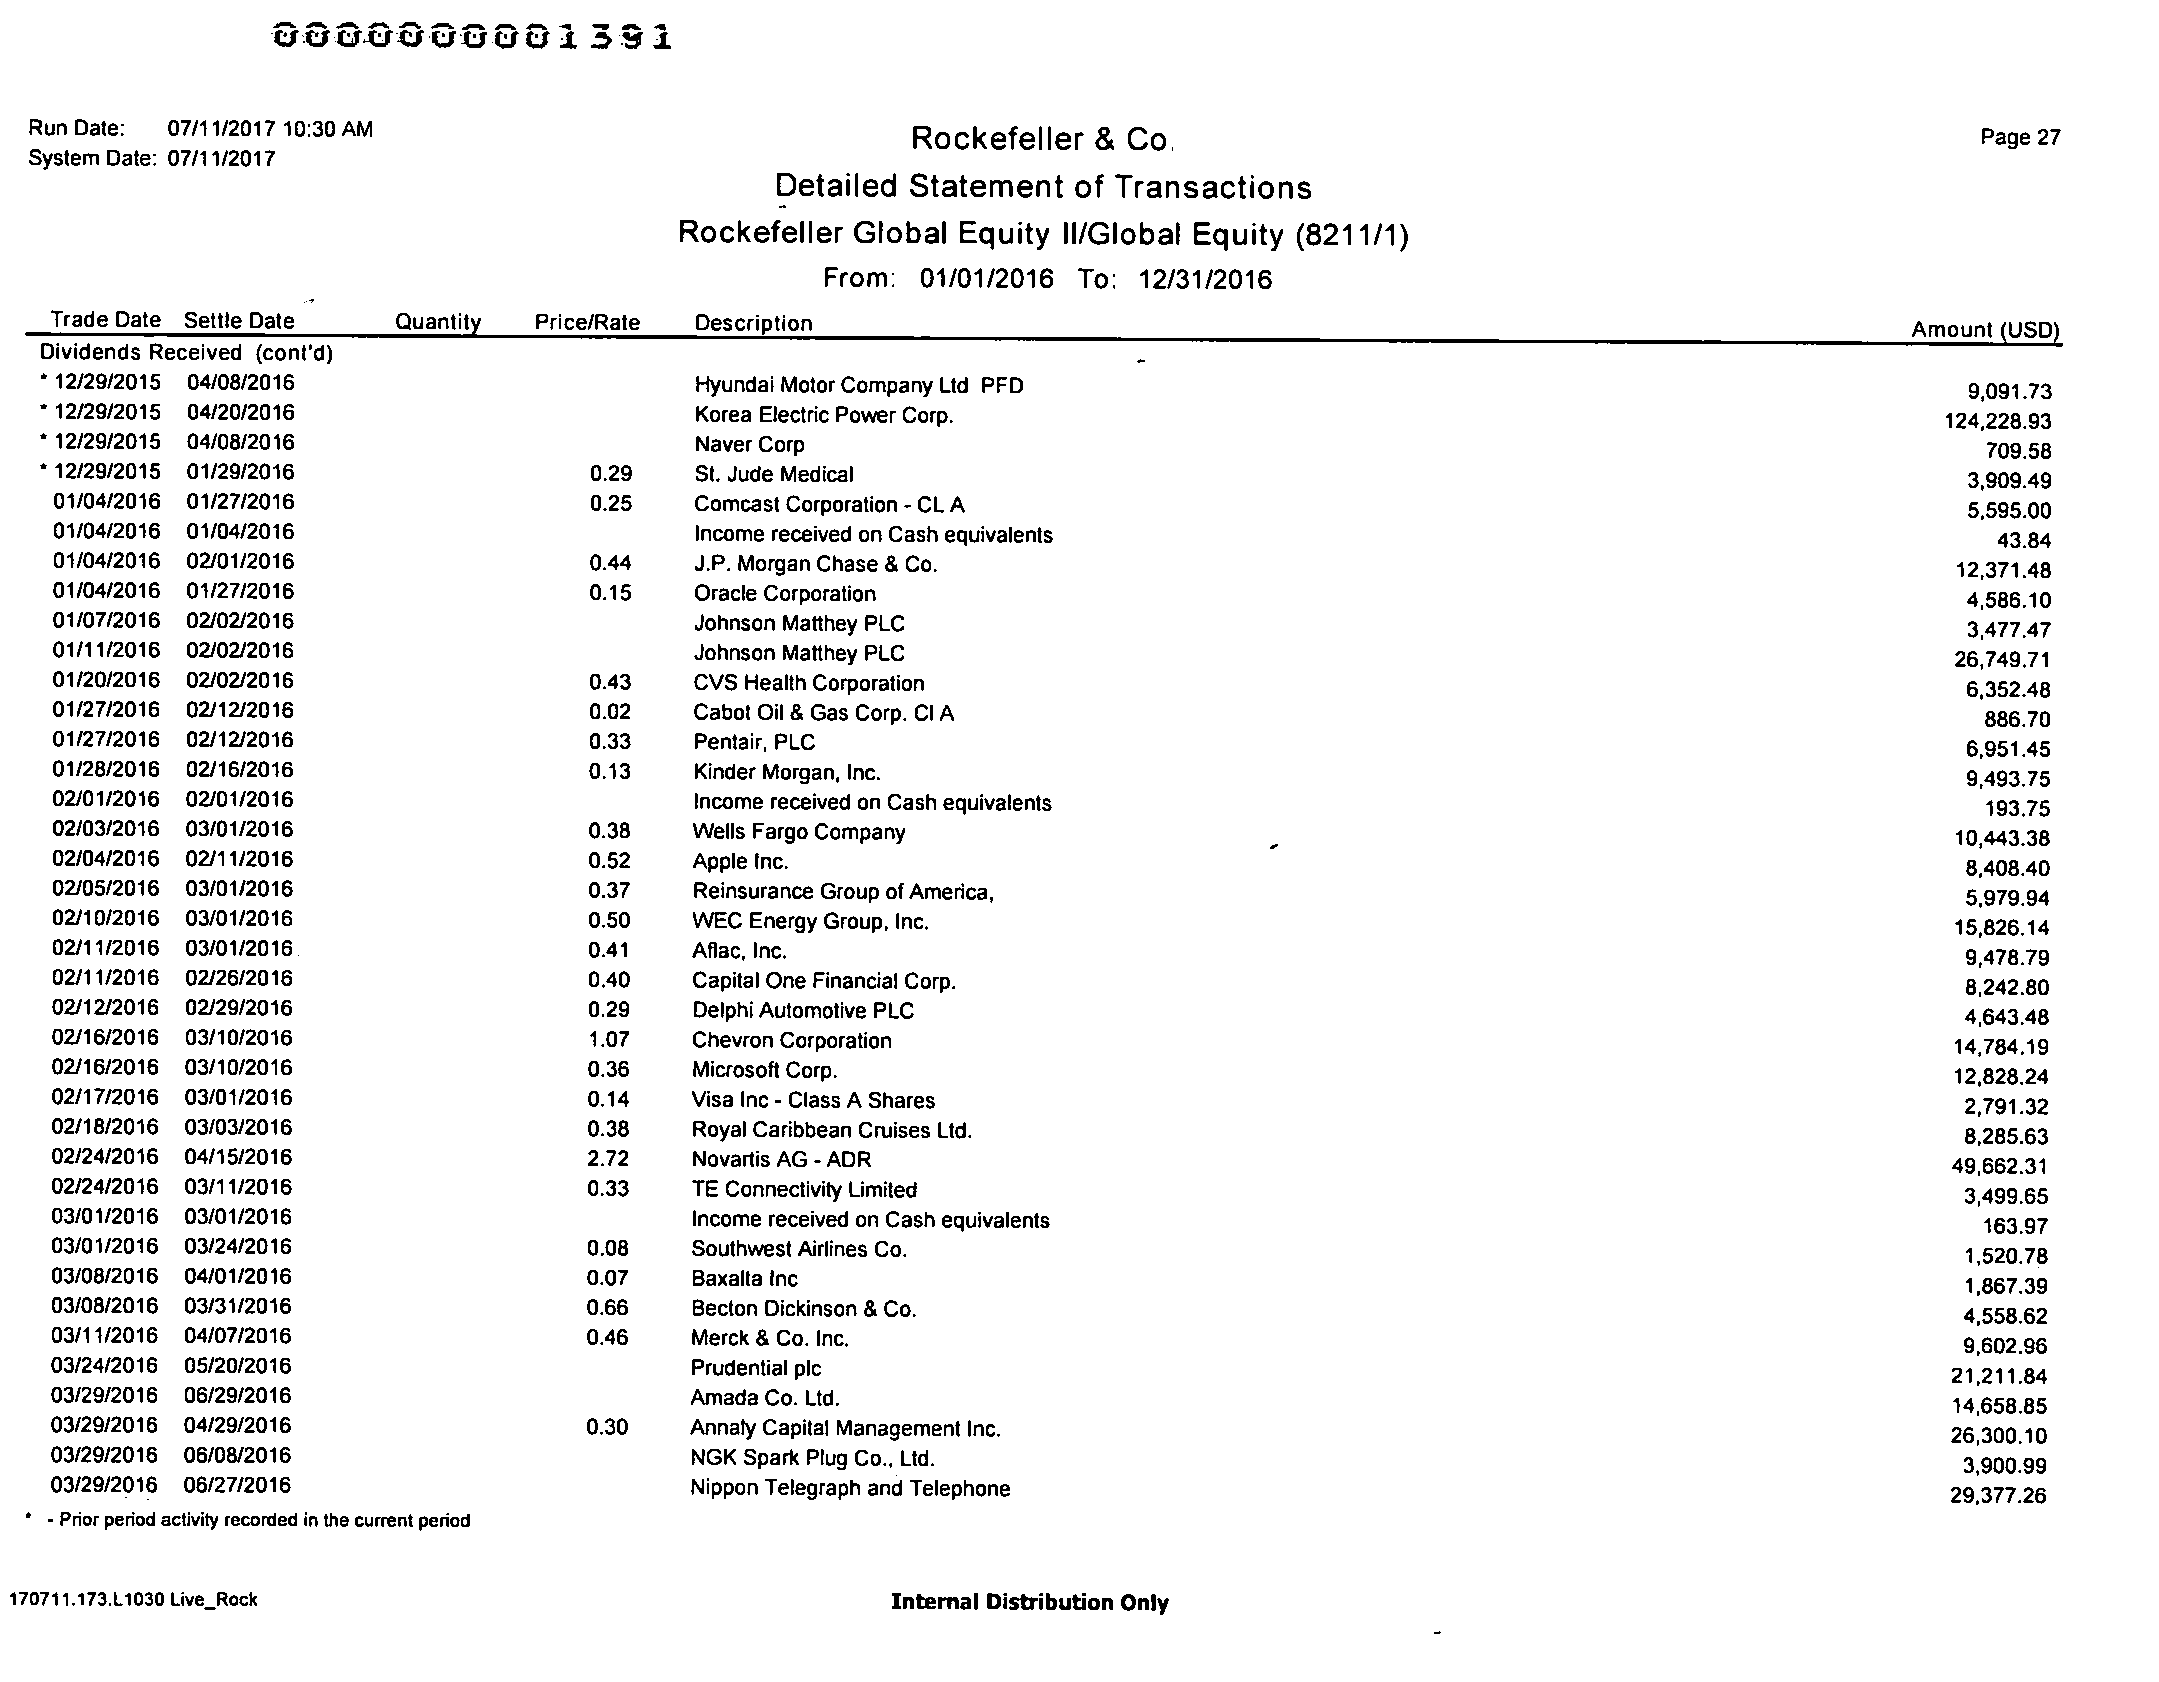 0000000001391
Run Date: 07/11/2017 10:30 AM
System Date: 07/11/2017
Rockefeller & Co.
Page 27
Detailed Statement of Transactions
Rockefeller Global Equity II/Global Equity (8211/1)
From: 01/01/2016 To: 12/31/2016
Trade Date Settle Date Quantity Price/Rate Description Amount (USD)
Dividends Received (cont'd)
* 12/29/2015 04/08/2016 Hyundai Motor Company Ltd PFD 9,091.73
* 12/29/2015 04/20/2016 Korea Electric Power Corp. 124,228.93
* 12/29/2015 04/08/2016 Naver Corp 709.58
* 12/29/2015 01/29/2016 0.29 St. Jude Medical 3,909.49
01/04/2016 01/27/2016 0.25 Comcast Corporation - CL A 5,595.00
01/04/2016 01/04/2016 Income received on Cash equivalents 43.84
01/04/2016 02/01/2016 0.44 J.P. Morgan Chase & Co. 12,371.48
01/04/2016 01/27/2016 0.15 Oracle Corporation 4,586.10
01/07/2016 02/02/2016 Johnson Matthey PLC 3,477.47
01/11/2016 02/02/2016 Johnson Matthey PLC 26,749.71
01/20/2016 02/02/2016 0.43 CVS Health Corporation 6,352.48
01/27/2016 02/12/2016 0.02 Cabot Oil & Gas Corp. Cl A 886.70
01/27/2016 02/12/2016 0.33 Pentair, PLC 6,951.45
01/28/2016 02/16/2016 0.13 Kinder Morgan, Inc. 9,493.75
02/01/2016 02/01/2016 Income received on Cash equivalents 193.75
02/03/2016 03/01/2016 0.38 Wells Fargo Company 10,443.38
02/04/2016 02/11/2016 0.52 Apple Inc. 8,408.40
02/05/2016 03/01/2016 0.37 Reinsurance Group of America, 5,979.94
02/10/2016 03/01/2016 0.50 WEC Energy Group, Inc. 15,826.14
02/11/2016 03/01/2016 0.41 Aflac, Inc. 9,478.79
02/11/2016 02/26/2016 0.40 Capital One Financial Corp. 8,242.80
02/12/2016 02/29/2016 0.29 Delphi Automotive PLC 4,643.48
02/16/2016 03/10/2016 1.07 Chevron Corporation 14,784.19
02/16/2016 03/10/2016 0.36 Microsoft Corp. 12,828.24
02/17/2016 03/01/2016 0.14 Visa Inc - Class A Shares 2,791.32
02/18/2016 03/03/2016 0.38 Royal Caribbean Cruises Ltd. 8,285.63
02/24/2016 04/15/2016 2.72 Novartis AG - ADR 49,662.31
02/24/2016 03/11/2016 0.33 TE Connectivity Limited 3,499.65
03/01/2016 03/01/2016 Income received on Cash equivalents 163.97
03/01/2016 03/24/2016 0.08 Southwest Airlines Co. 1,520.78
03/08/2016 04/01/2016 0.07 Baxalta Inc 1,867.39
03/08/2016 03/31/2016 0.66 Becton Dickinson & Co. 4,558.62
03/11/2016 04/07/2016 0.46 Merck & Co. Inc. 9,602.96
03/24/2016 05/20/2016 Prudential plc 21,211.84
03/29/2016 06/29/2016 Amada Co. Ltd. 14,658.85
03/29/2016 04/29/2016 0.30 Annaly Capital Management Inc. 26,300.10
03/29/2016 06/08/2016 NGK Spark Plug Co., Ltd. 3,900.99
03/29/2016 06/27/2016 Nippon Telegraph and Telephone 29,377.26
* - Prior period activity recorded in the current period
170711.173.L1030 Live_Rock
Internal Distribution Only